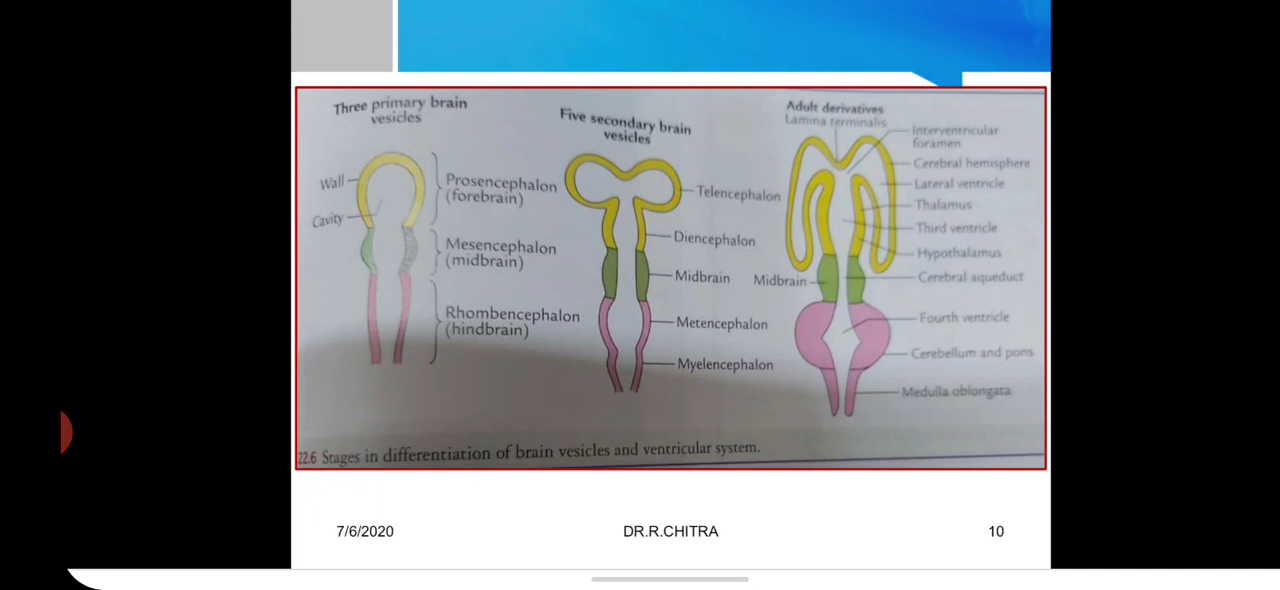 Three primary brain
vesicles
Wall
Cavity
Prosencephalon
(forebrain)
Mesencephalon
(midbrain)
Rhombencephalon
(hindbrain)
Five secondary brain
vesicles
Telencephalon
Diencephalon
Midbrain
Metencephalon
Myelencephalon
Adult derivatives
Lamina terminalis
Interventricular
foramen
Cerebral hemisphere
Lateral ventricle
Thalamus
Third ventricle
Hypothalamus
Midbrain
Cerebral aqueduct
Fourth ventricle
Cerebellum and pons
Medulla oblongata
22.6 Stages in differentiation of brain vesicles and ventricular system.
7/6/2020
DR.R.CHITRA
10